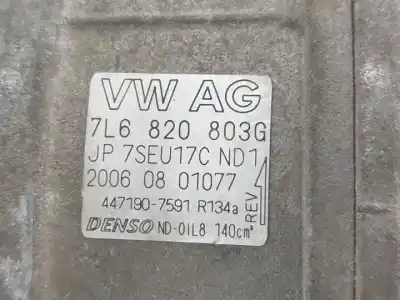 VW AG
7L6 820 803G
JP 7SEU17C ND1
2006 08 01077
447190-7591 R134a
DENSO ND-OIL8 140cm³
REV